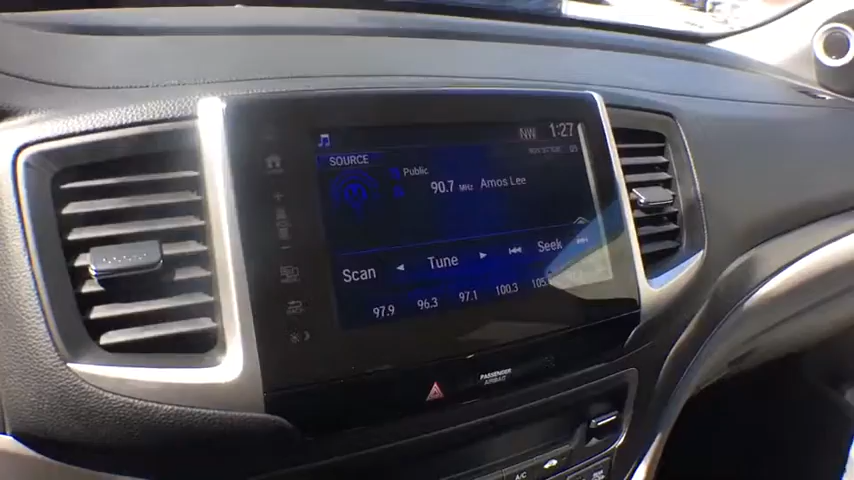 NW 1:27
SOURCE
Public
90.7 MHz Amos Lee
Scan Tune Seek
97.9 96.3 97.1 100.3
PASSENGER
AIRBAG
A/C